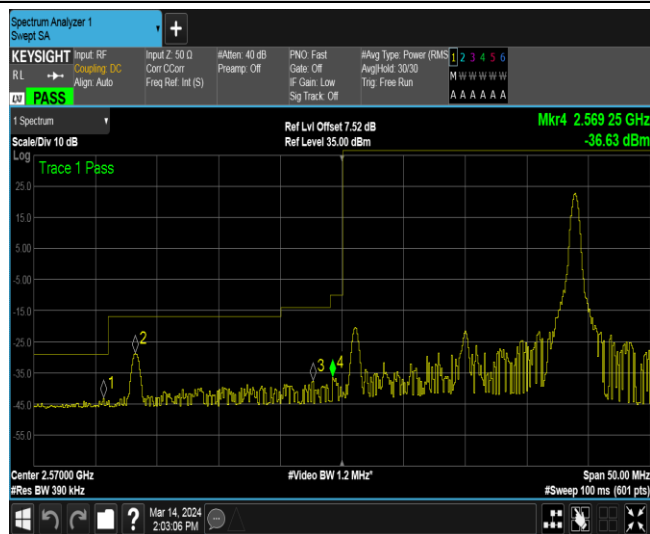 Spectrum Analyzer 1
Swept SA
+
KEYSIGHT Input: RF Input Z: 50 Ω #Atten: 40 dB PNO: Fast #Avg Type: Power (RMS 1 2 3 4 5 6
RL Coupling: DC Corr CCorr Preamp: Off Gate: Off Avg|Hold: 30/30 M W W W W W
Align: Auto Freq Ref: Int (S) IF Gain: Low Trig: Free Run
LXI PASS Sig Track: Off A A A A A A
1 Spectrum Ref Lvl Offset 7.52 dB Mkr4 2.569 25 GHz
Scale/Div 10 dB Ref Level 35.00 dBm -36.63 dBm
Log
Trace 1 Pass
25.0
15.0
5.00
-5.00
-15.0
-25.0
2
-35.0
3 4
1
-45.0
-55.0
Center 2.57000 GHz #Video BW 1.2 MHz* Span 50.00 MHz
#Res BW 390 kHz #Sweep 100 ms (601 pts)
?
Mar 14, 2024
2:03:06 PM